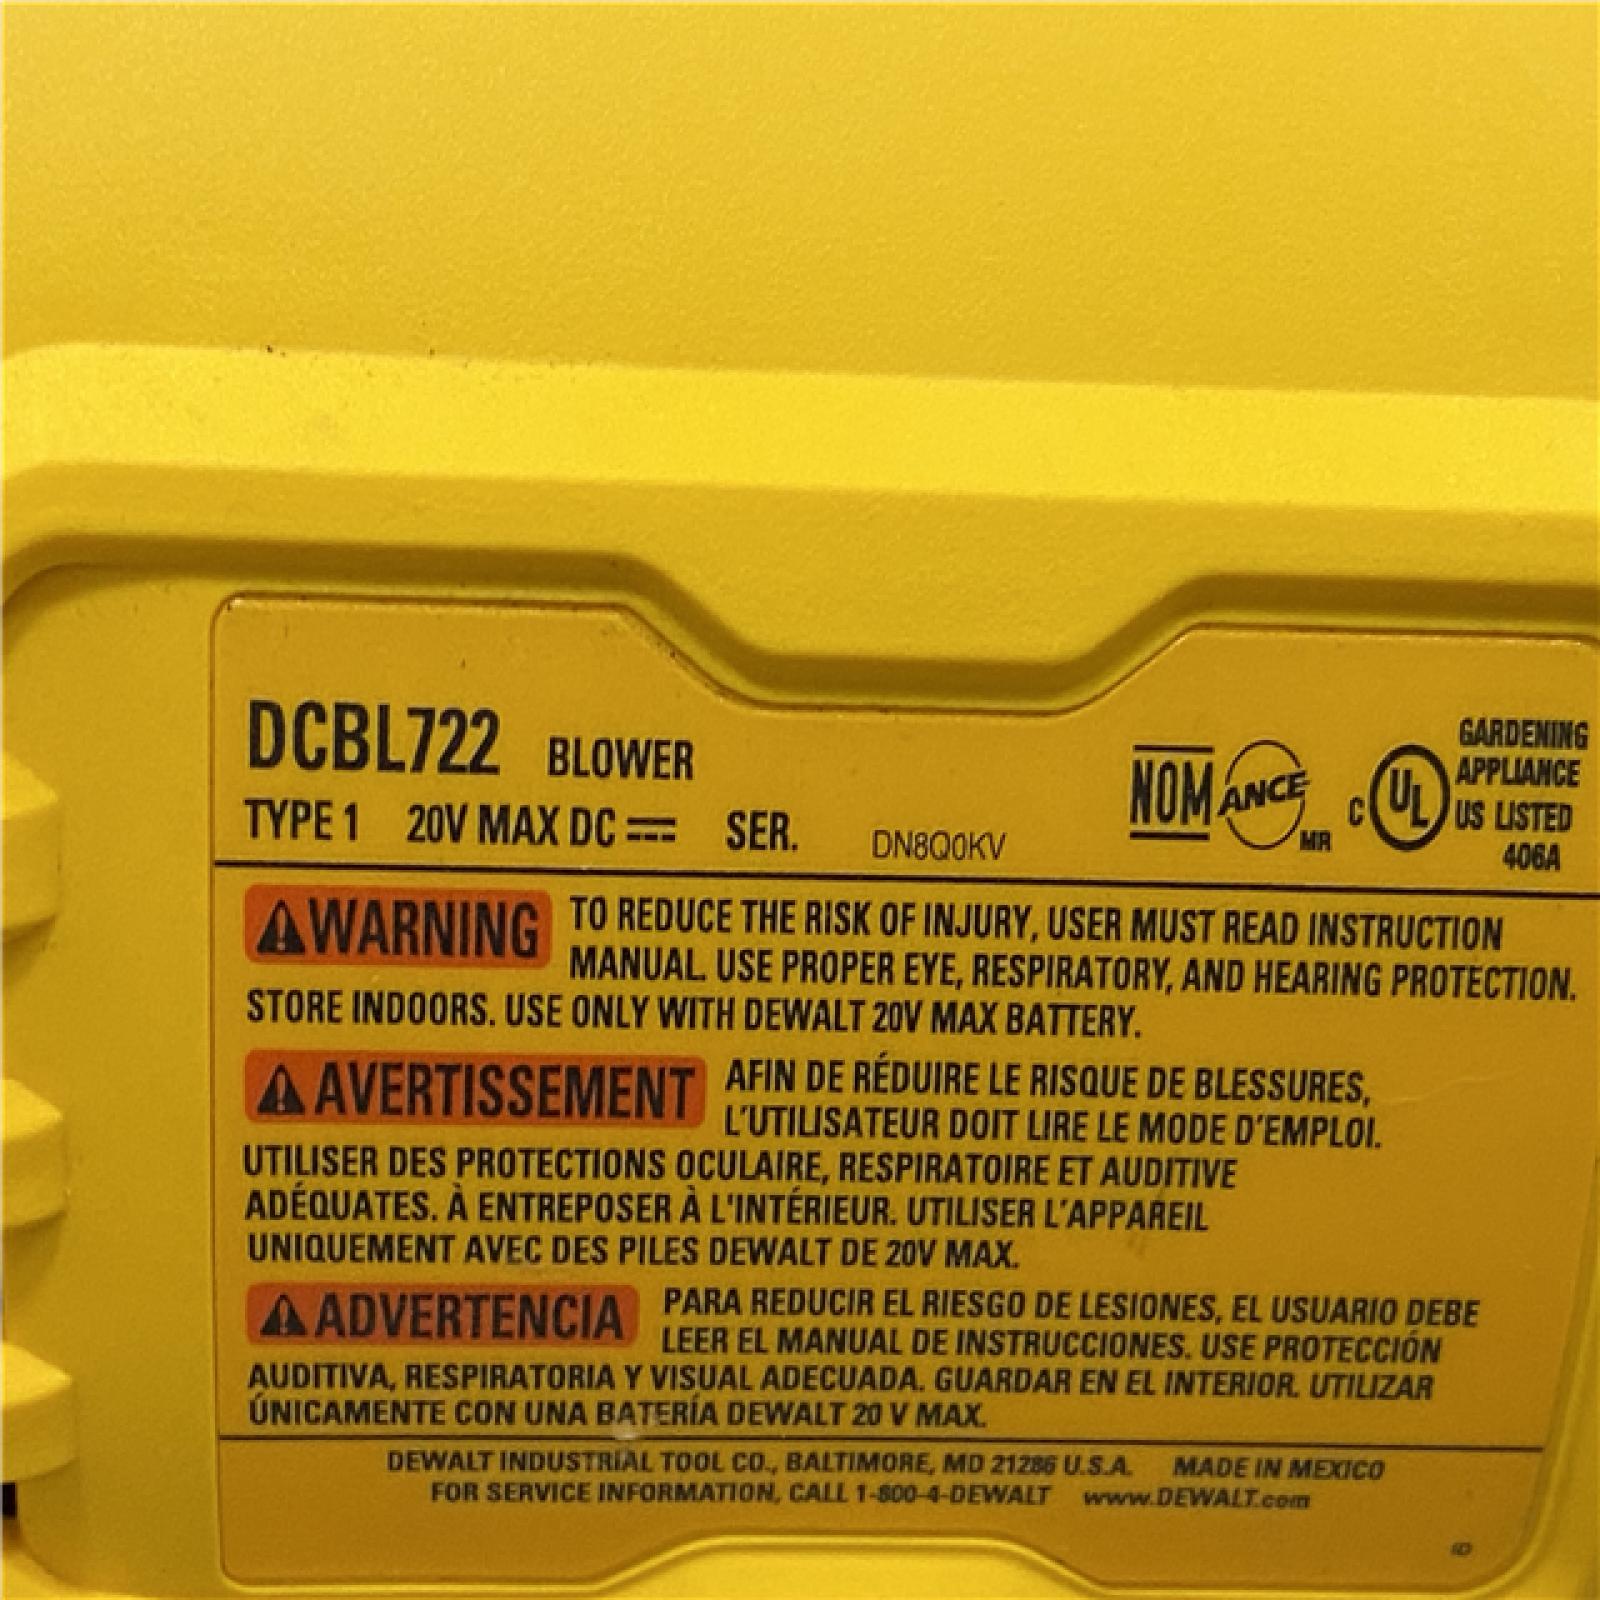 DCBL722 BLOWER
TYPE 1 20V MAX DC SER. DN8Q0KV
NOM ANCE MR
C UL US LISTED
GARDENING
APPLIANCE
406A
WARNING TO REDUCE THE RISK OF INJURY, USER MUST READ INSTRUCTION
MANUAL. USE PROPER EYE, RESPIRATORY, AND HEARING PROTECTION.
STORE INDOORS. USE ONLY WITH DEWALT 20V MAX BATTERY.
AVERTISSEMENT AFIN DE RÉDUIRE LE RISQUE DE BLESSURES,
L'UTILISATEUR DOIT LIRE LE MODE D'EMPLOI.
UTILISER DES PROTECTIONS OCULAIRE, RESPIRATOIRE ET AUDITIVE
ADÉQUATES. À ENTREPOSER À L'INTÉRIEUR. UTILISER L'APPAREIL
UNIQUEMENT AVEC DES PILES DEWALT DE 20V MAX.
ADVERTENCIA PARA REDUCIR EL RIESGO DE LESIONES, EL USUARIO DEBE
LEER EL MANUAL DE INSTRUCCIONES. USE PROTECCIÓN
AUDITIVA, RESPIRATORIA Y VISUAL ADECUADA. GUARDAR EN EL INTERIOR. UTILIZAR
ÚNICAMENTE CON UNA BATERÍA DEWALT 20 V MAX.
DEWALT INDUSTRIAL TOOL CO., BALTIMORE, MD 21286 U.S.A. MADE IN MEXICO
FOR SERVICE INFORMATION, CALL 1-800-4-DEWALT www.DEWALT.com